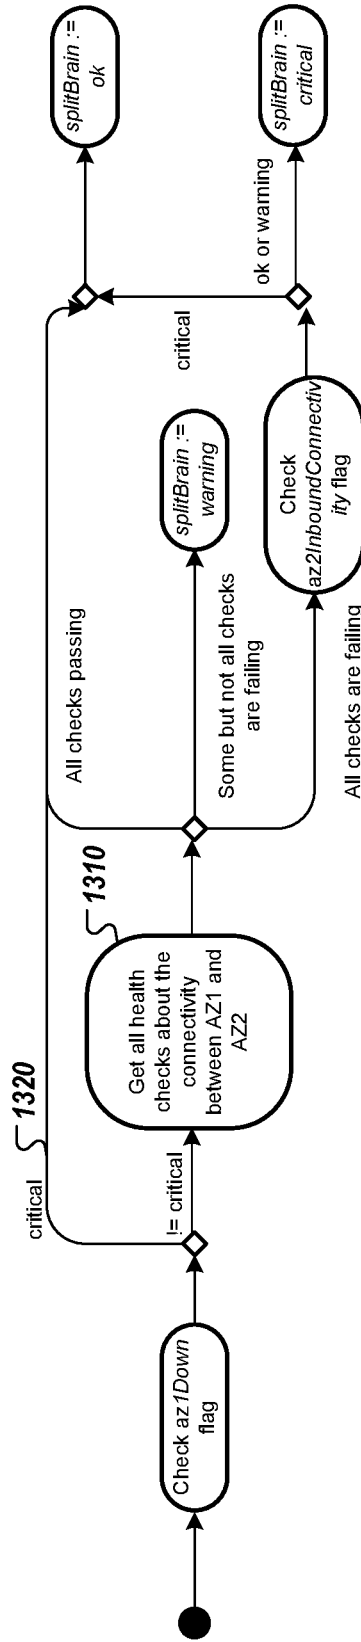 Check az1Down
flag
critical
1320
!= critical
Get all health
checks about the
connectivity
between AZ1 and
AZ2
1310
All checks passing
Some but not all checks
are failing
All checks are failing
splitBrain :=
warning
Check
az2InboundConnectiv
ity flag
critical
ok or warning
splitBrain :=
ok
splitBrain :=
critical